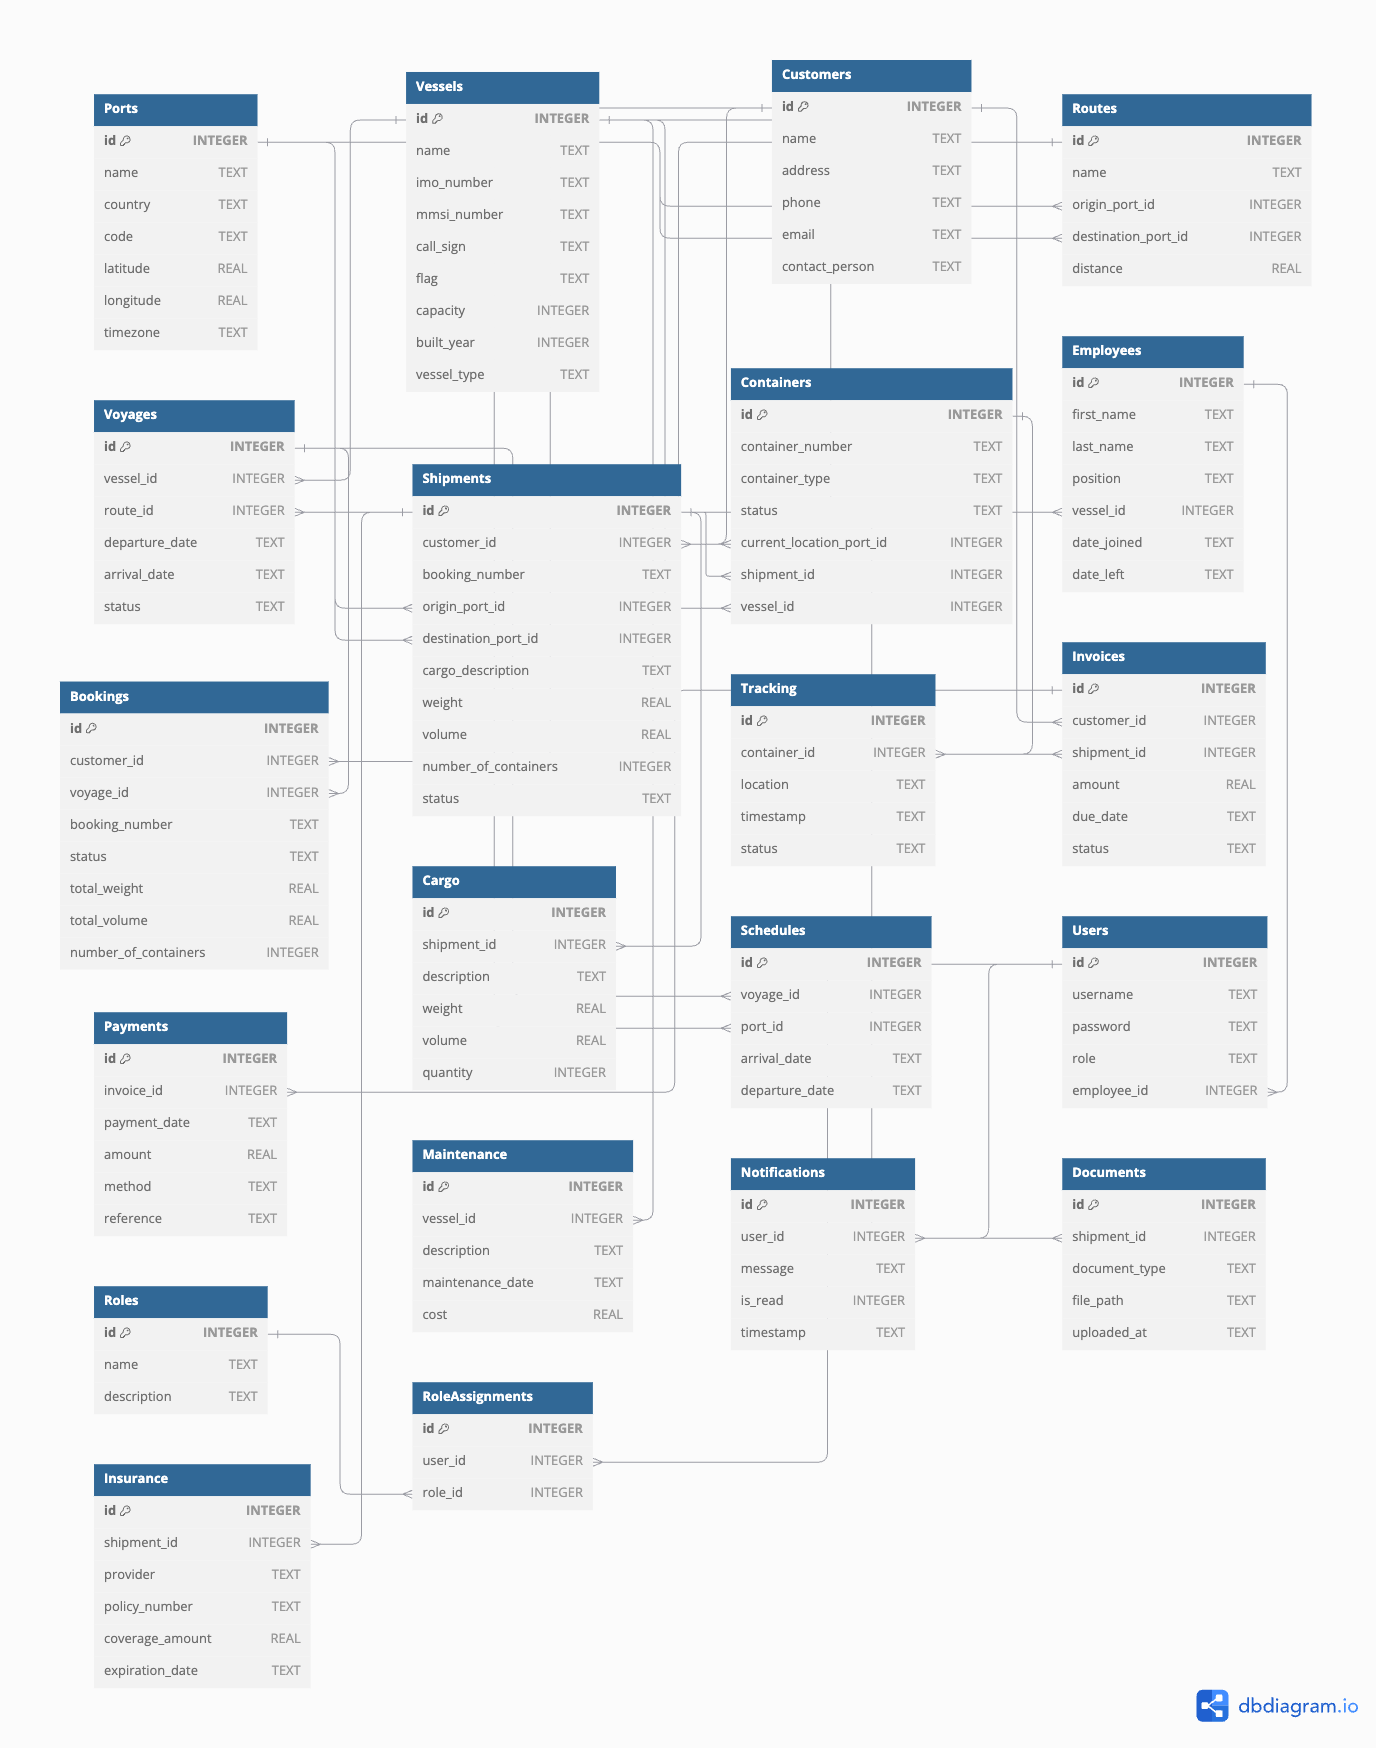 Ports
id INTEGER
name TEXT
country TEXT
code TEXT
latitude REAL
longitude REAL
timezone TEXT
Vessels
id INTEGER
name TEXT
imo_number TEXT
mmsi_number TEXT
call_sign TEXT
flag TEXT
capacity INTEGER
built_year INTEGER
vessel_type TEXT
Customers
id INTEGER
name TEXT
address TEXT
phone TEXT
email TEXT
contact_person TEXT
Routes
id INTEGER
name TEXT
origin_port_id INTEGER
destination_port_id INTEGER
distance REAL
Voyages
id INTEGER
vessel_id INTEGER
route_id INTEGER
departure_date TEXT
arrival_date TEXT
status TEXT
Shipments
id INTEGER
customer_id INTEGER
booking_number TEXT
origin_port_id INTEGER
destination_port_id INTEGER
cargo_description TEXT
weight REAL
volume REAL
number_of_containers INTEGER
status TEXT
Containers
id INTEGER
container_number TEXT
container_type TEXT
status TEXT
current_location_port_id INTEGER
shipment_id INTEGER
vessel_id INTEGER
Employees
id INTEGER
first_name TEXT
last_name TEXT
position TEXT
vessel_id INTEGER
date_joined TEXT
date_left TEXT
Bookings
id INTEGER
customer_id INTEGER
voyage_id INTEGER
booking_number TEXT
status TEXT
total_weight REAL
total_volume REAL
number_of_containers INTEGER
Tracking
id INTEGER
container_id INTEGER
location TEXT
timestamp TEXT
status TEXT
Invoices
id INTEGER
customer_id INTEGER
shipment_id INTEGER
amount REAL
due_date TEXT
status TEXT
Cargo
id INTEGER
shipment_id INTEGER
description TEXT
weight REAL
volume REAL
quantity INTEGER
Schedules
id INTEGER
voyage_id INTEGER
port_id INTEGER
arrival_date TEXT
departure_date TEXT
Users
id INTEGER
username TEXT
password TEXT
role TEXT
employee_id INTEGER
Payments
id INTEGER
invoice_id INTEGER
payment_date TEXT
amount REAL
method TEXT
reference TEXT
Maintenance
id INTEGER
vessel_id INTEGER
description TEXT
maintenance_date TEXT
cost REAL
Notifications
id INTEGER
user_id INTEGER
message TEXT
is_read INTEGER
timestamp TEXT
Documents
id INTEGER
shipment_id INTEGER
document_type TEXT
file_path TEXT
uploaded_at TEXT
Roles
id INTEGER
name TEXT
description TEXT
RoleAssignments
id INTEGER
user_id INTEGER
role_id INTEGER
Insurance
id INTEGER
shipment_id INTEGER
provider TEXT
policy_number TEXT
coverage_amount REAL
expiration_date TEXT
dbdiagram.io